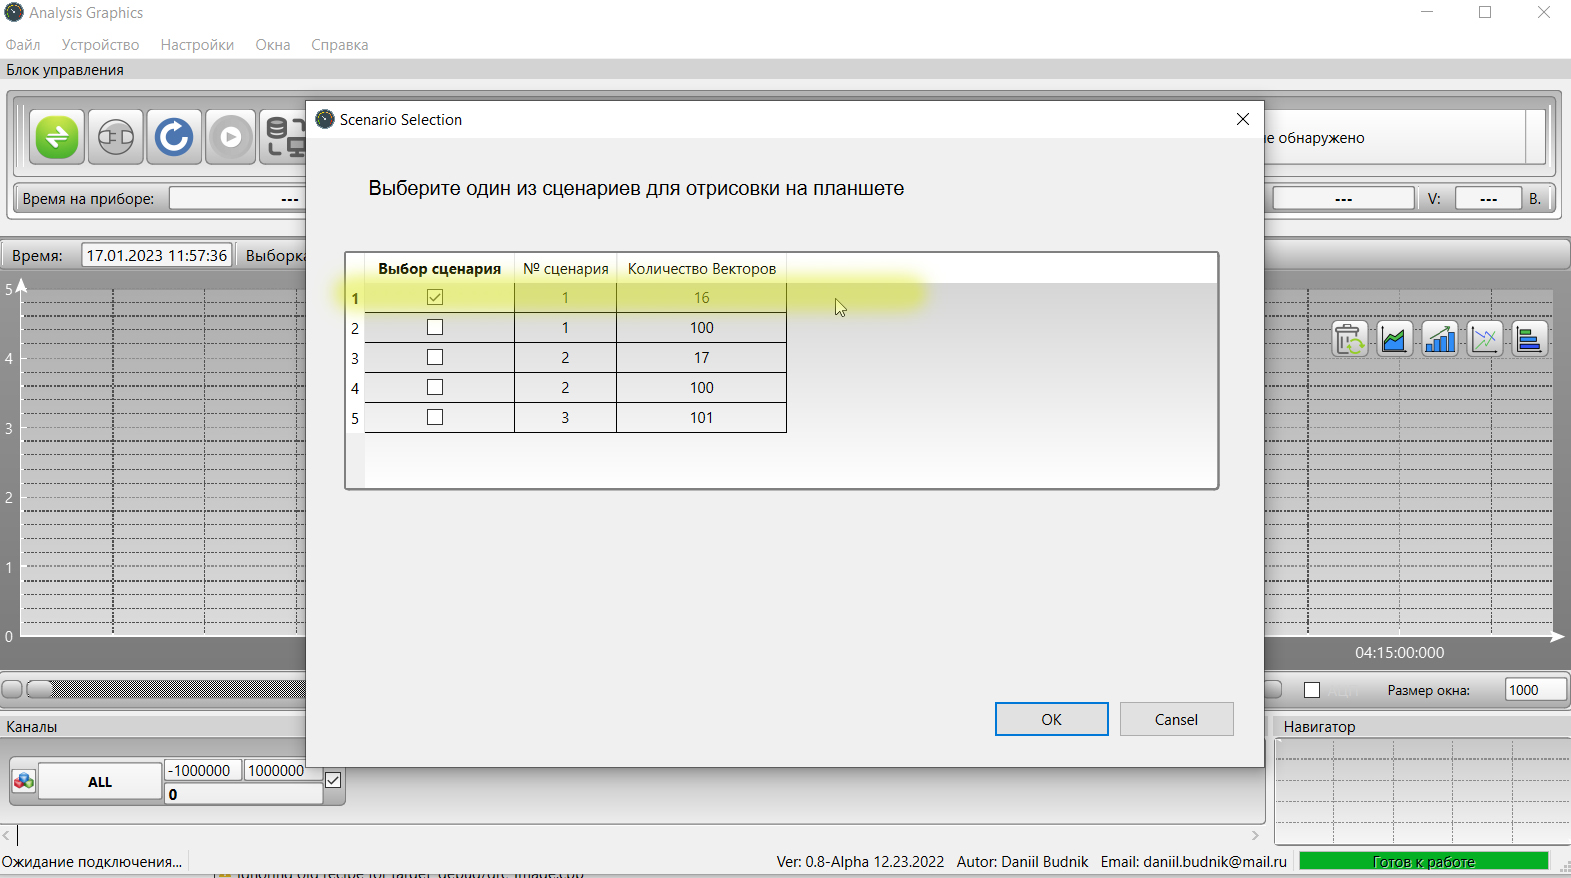 Analysis Graphics
Файл Устройство Настройки Окна Справка
Блок управления
Scenario Selection
е обнаружено
Выберите один из сценариев для отрисовки на планшете
Время на приборе: --- --- V: --- В.
Время: 17.01.2023 11:57:36 Выборка
Выбор сценария № сценария Количество Векторов
1 1 16
2 1 100
3 2 17
4 2 100
5 3 101
5
4
3
2
1
0
04:15:00:000
Размер окна: 1000
OK Cansel
Каналы
Навигатор
ALL -1000000 1000000
0
Ожидание подключения... Ver: 0.8-Alpha 12.23.2022 Autor: Daniil Budnik Email: daniil.budnik@mail.ru Готов к работе